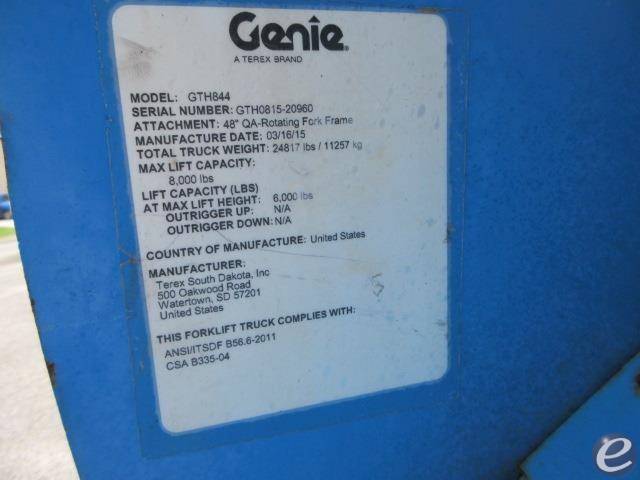 Genie
A TEREX BRAND
MODEL: GTH844
SERIAL NUMBER: GTH0815-20960
ATTACHMENT: 48" QA-Rotating Fork Frame
MANUFACTURE DATE: 03/16/15
TOTAL TRUCK WEIGHT: 24817 lbs / 11257 kg
MAX LIFT CAPACITY:
8,000 lbs
LIFT CAPACITY (LBS)
AT MAX LIFT HEIGHT: 6,000 lbs
OUTRIGGER UP: N/A
OUTRIGGER DOWN: N/A
COUNTRY OF MANUFACTURE: United States
MANUFACTURER:
Terex South Dakota, Inc
500 Oakwood Road
Watertown, SD 57201
United States
THIS FORKLIFT TRUCK COMPLIES WITH:
ANSI/ITSDF B56.6-2011
CSA B335-04
e